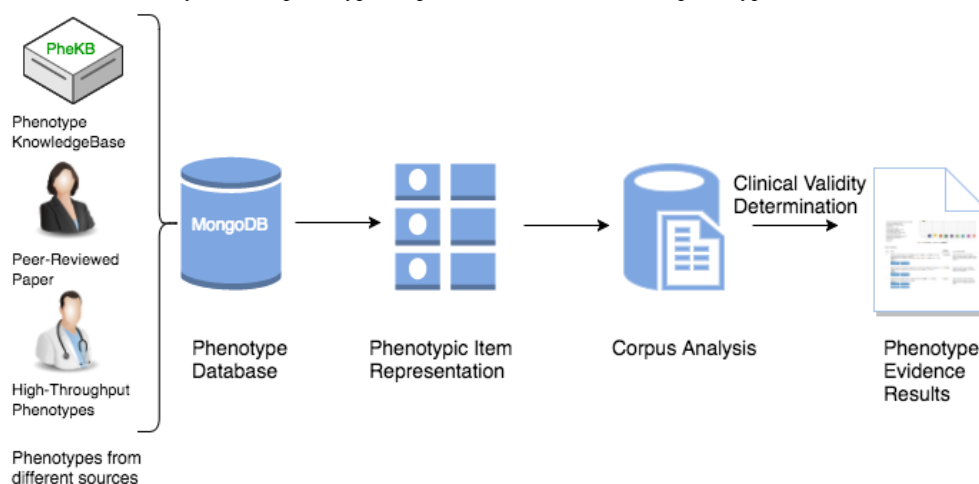 PheKB
Phenotype
KnowledgeBase
Peer-Reviewed
Paper
High-Throughput
Phenotypes
Phenotypes from
different sources
MongoDB
Phenotype
Database
Phenotypic Item
Representation
Corpus Analysis
Clinical Validity
Determination
Phenotype
Evidence
Results